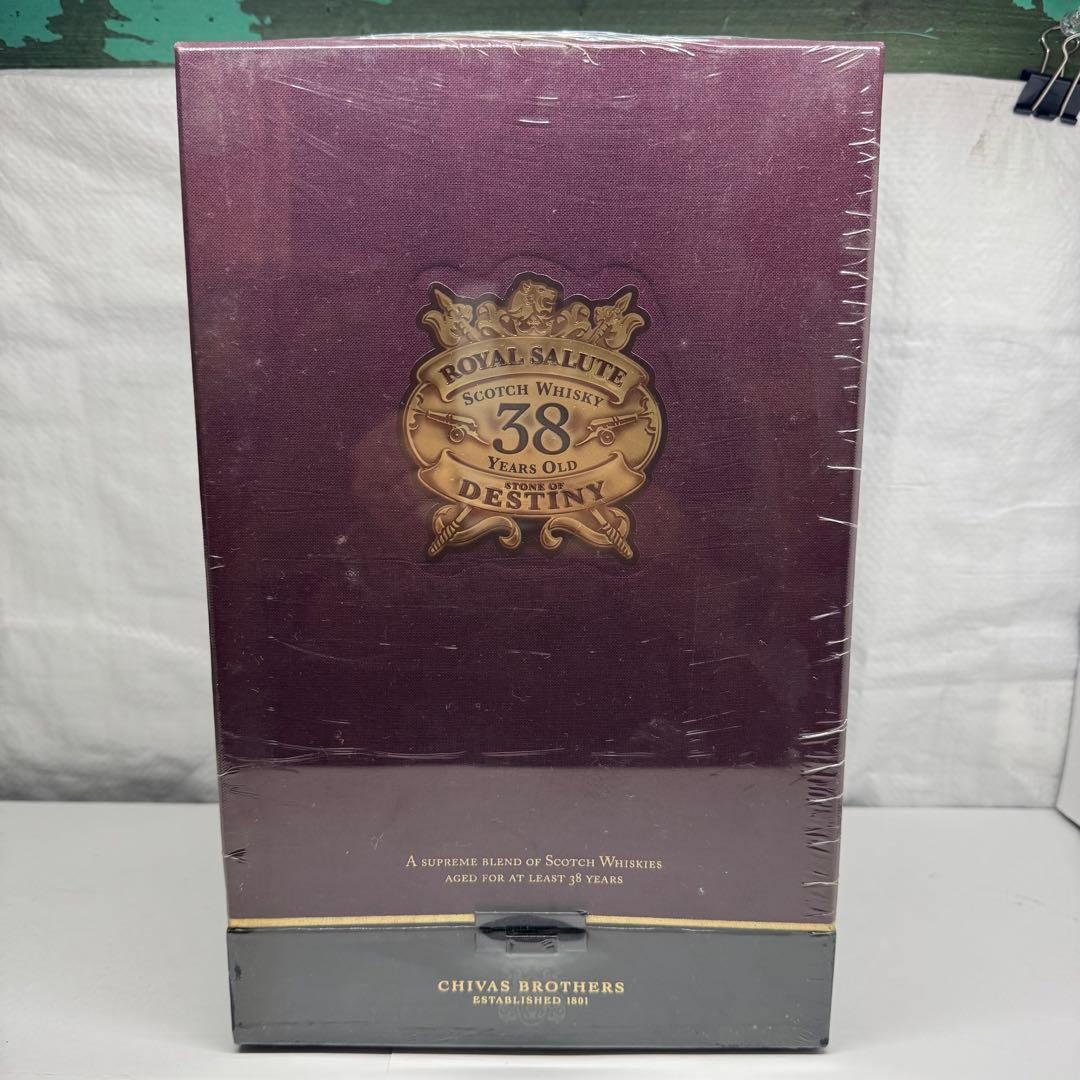 ROYAL SALUTE
SCOTCH WHISKY
38
YEARS OLD
STONE OF
DESTINY
A SUPREME BLEND OF SCOTCH WHISKIES
AGED FOR AT LEAST 38 YEARS
CHIVAS BROTHERS
ESTABLISHED 1801